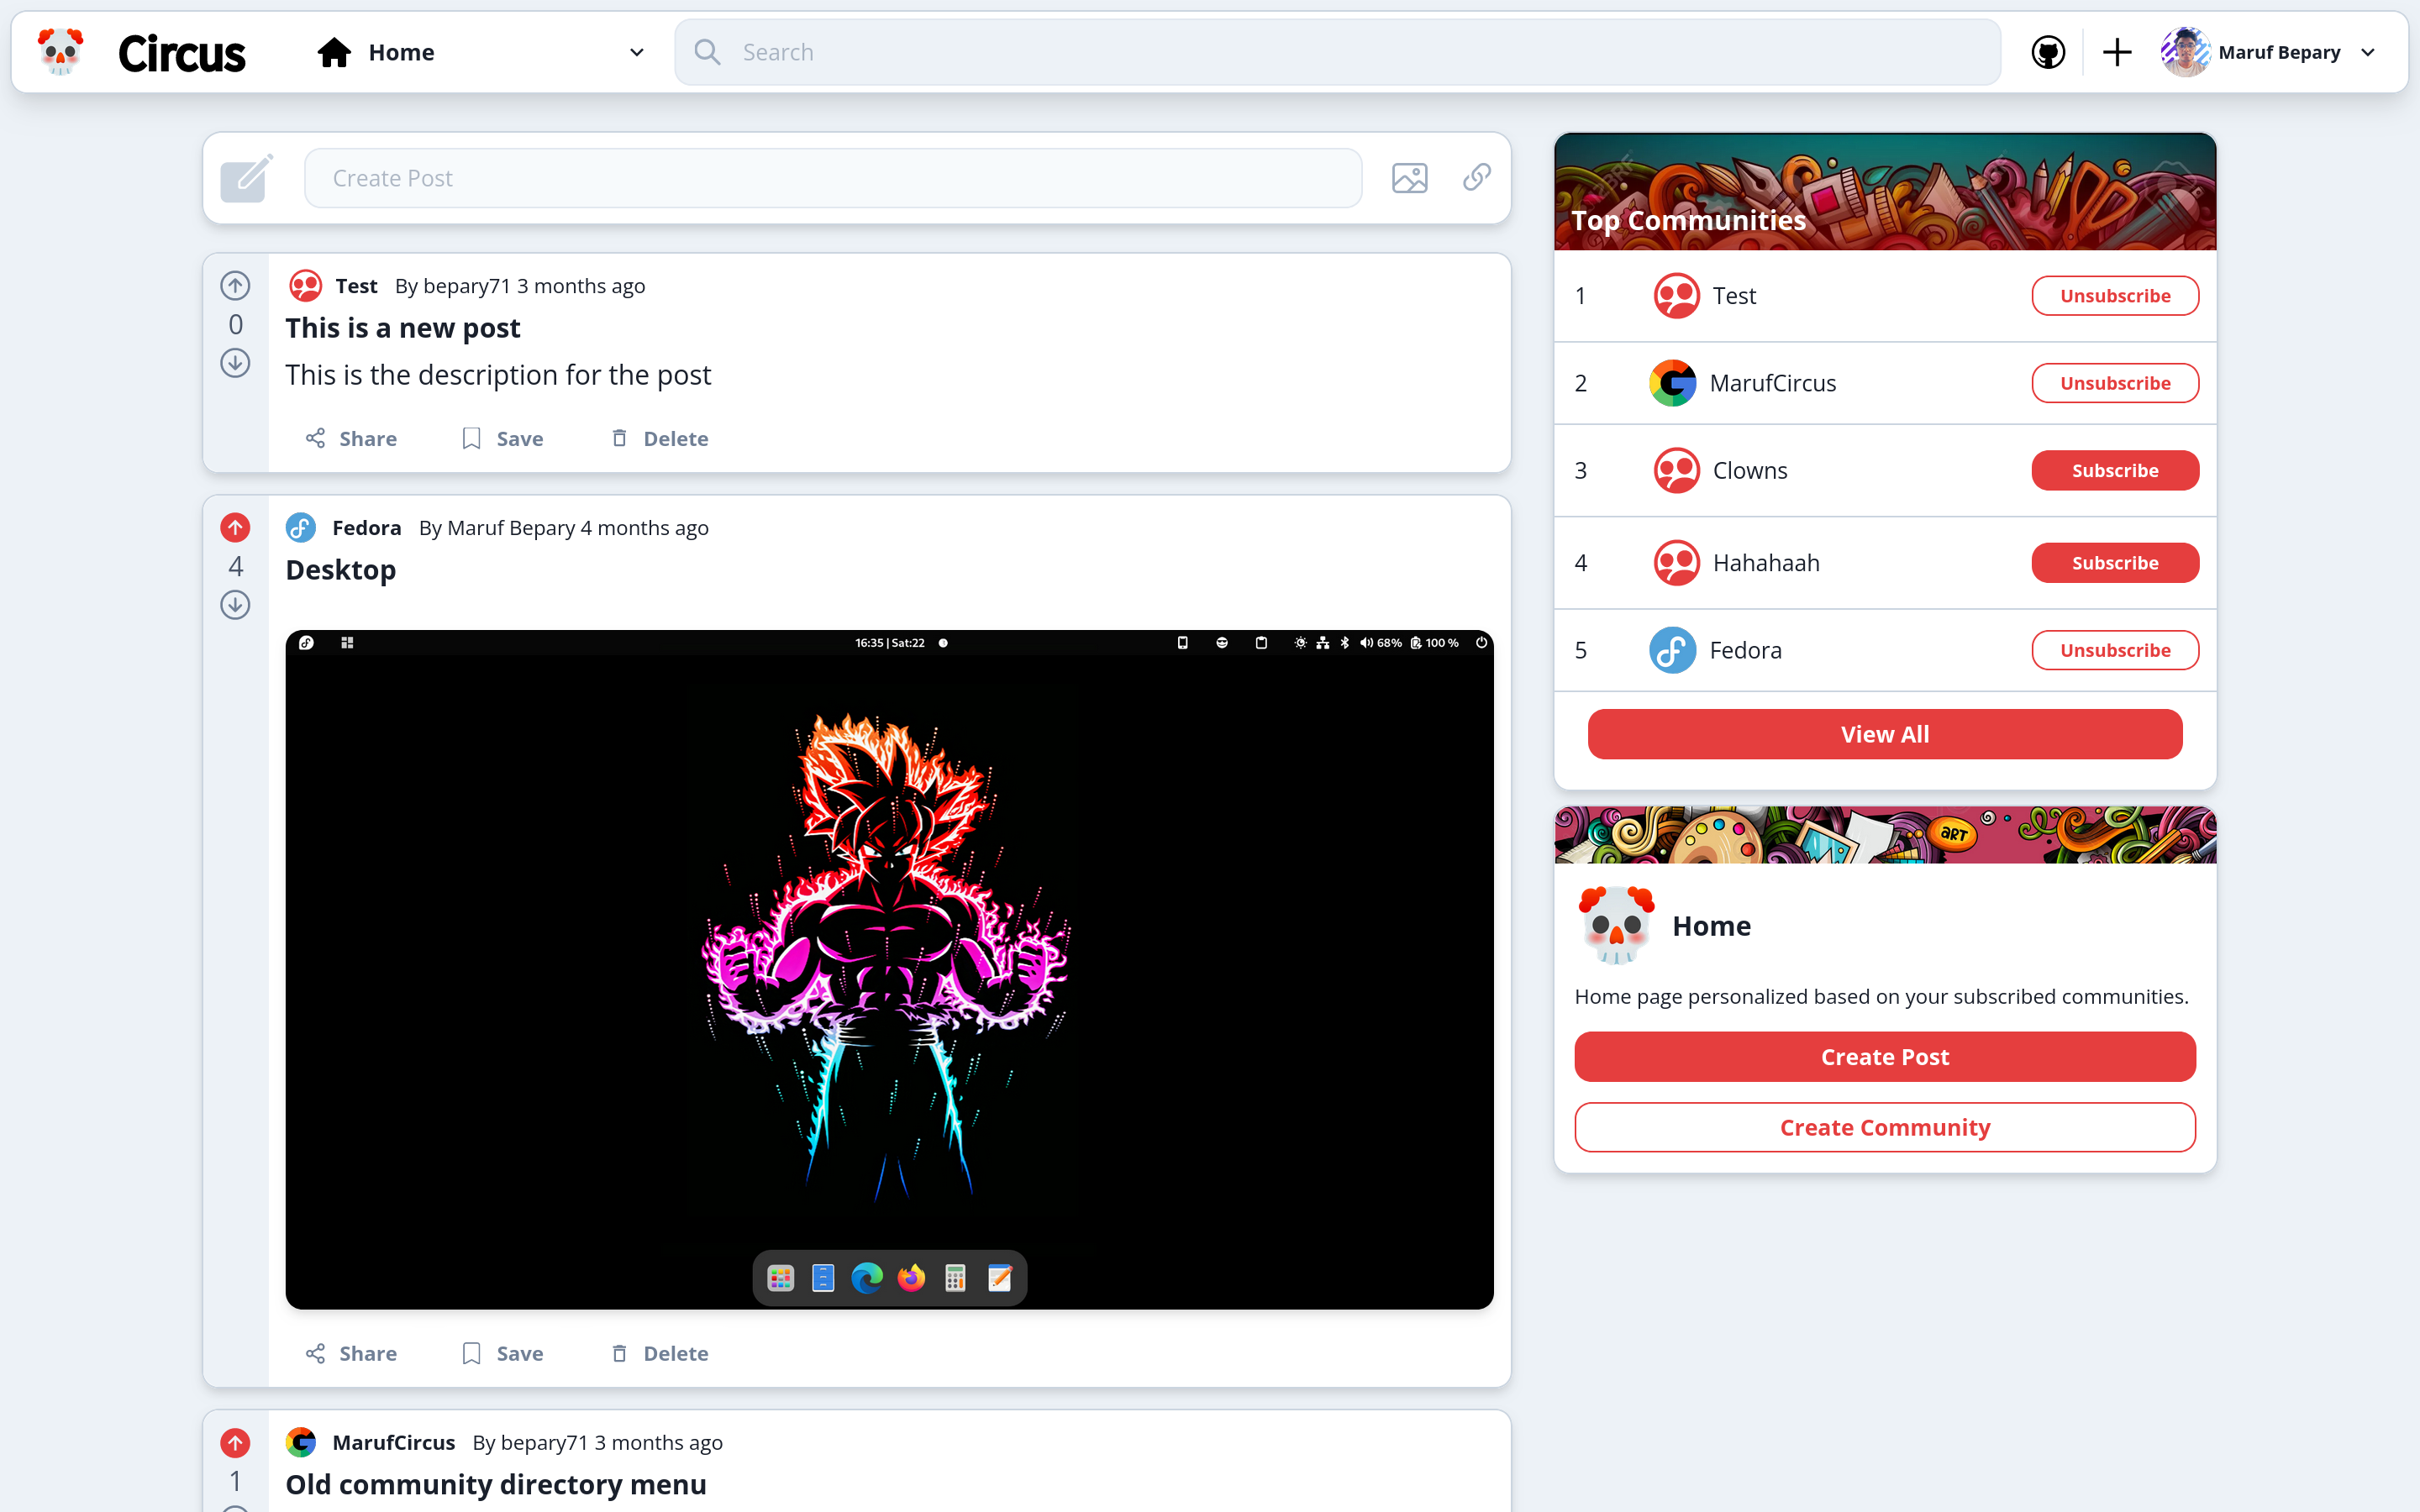 Circus
Home
Search
Maruf Bepary
Create Post
Test By bepary71 3 months ago
0
This is a new post
This is the description for the post
Share Save Delete
Fedora By Maruf Bepary 4 months ago
4
Desktop
16:35 | Sat:22
68% 100 %
Share Save Delete
MarufCircus By bepary71 3 months ago
1
Old community directory menu
Top Communities
1 Test Unsubscribe
2 MarufCircus Unsubscribe
3 Clowns Subscribe
4 Hahahaah Subscribe
5 Fedora Unsubscribe
View All
ART
Home
Home page personalized based on your subscribed communities.
Create Post
Create Community